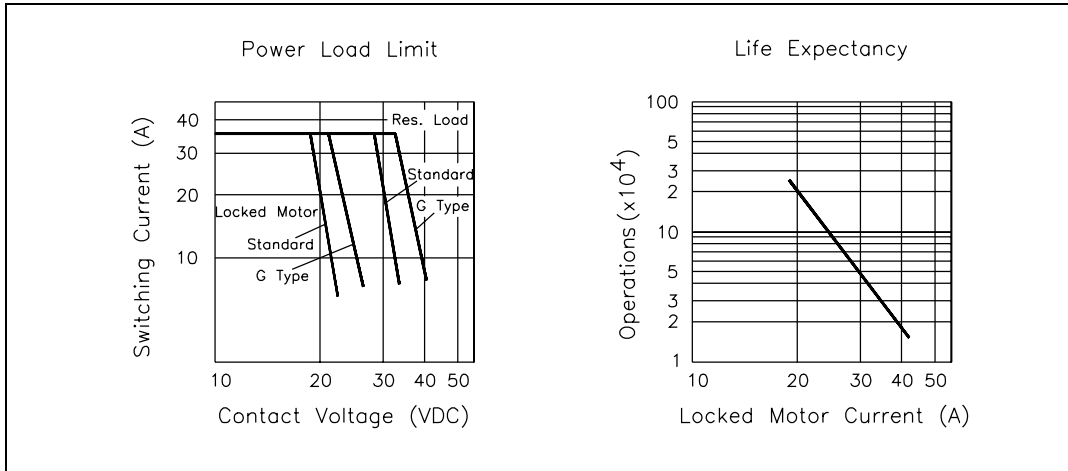 Power Load Limit
Switching Current (A)
40
30
20
10
Res. Load
Standard
G Type
Locked Motor
Standard
G Type
10 20 30 40 50
Contact Voltage (VDC)
Life Expectancy
Operations (x10⁴)
100
5
3
2
10
5
3
2
1
10 20 30 40 50
Locked Motor Current (A)